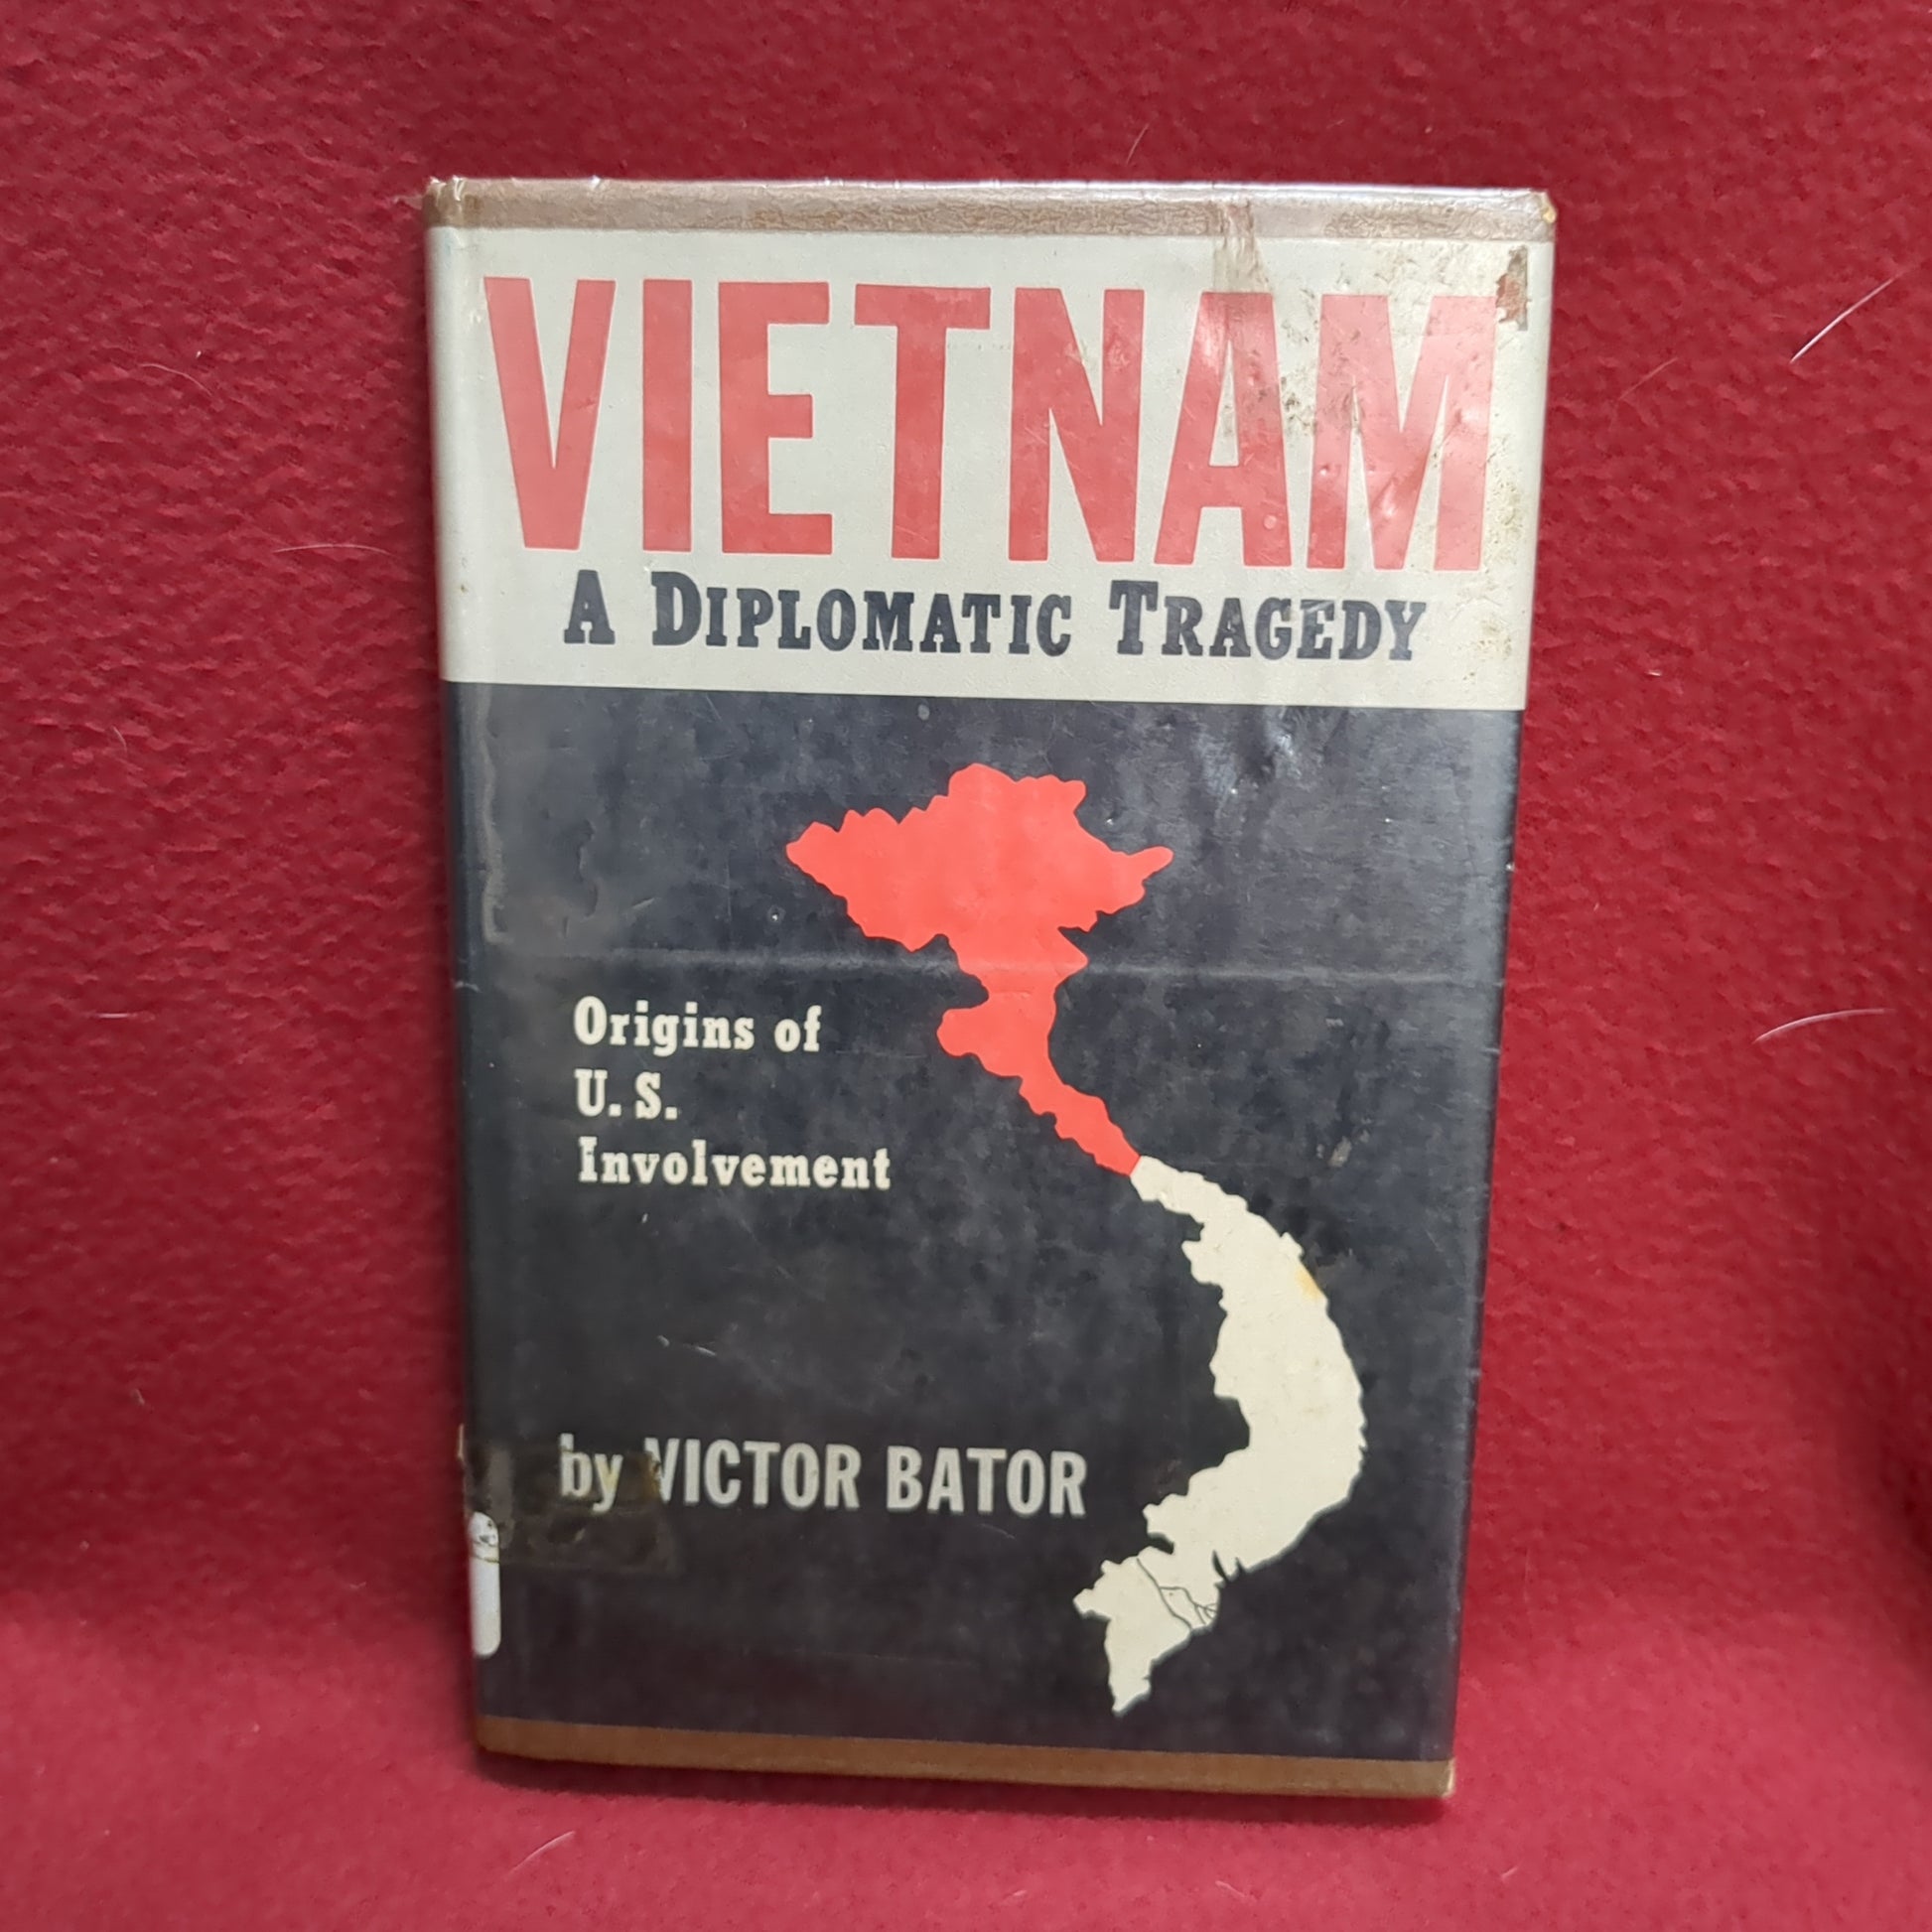 VIETNAM
A DIPLOMATIC TRAGEDY
Origins of
U. S.
Involvement
by VICTOR BATOR